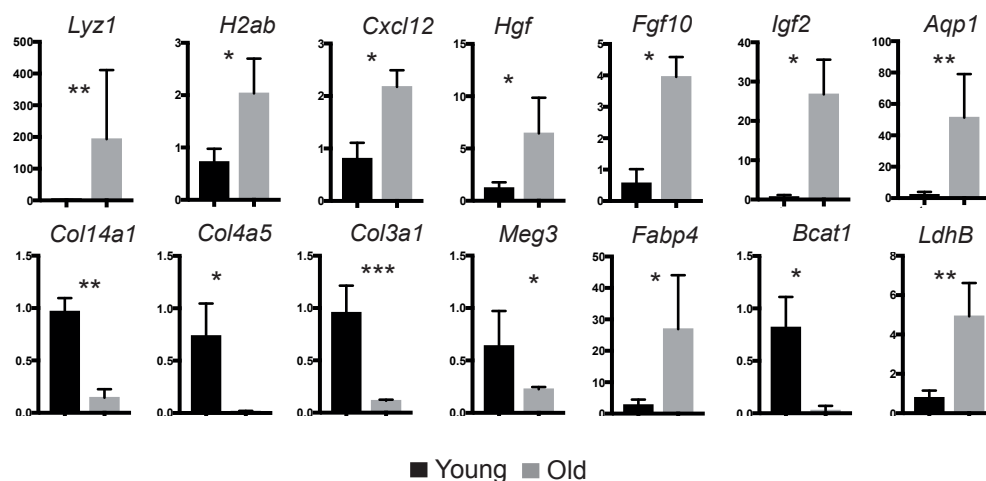 Lyz1 H2ab Cxcl12 Hgf Fgf10 Igf2 Aqp1
500 400 300 200 100 0 **
3 2 1 0 *
3 2 1 0 *
15 10 5 0 *
5 4 3 2 1 0 *
40 30 20 10 0 *
100 80 60 40 20 0 **
Col14a1 Col4a5 Col3a1 Meg3 Fabp4 Bcat1 LdhB
1.5 1.0 0.5 0.0 **
1.5 1.0 0.5 0.0 *
1.5 1.0 0.5 0.0 ***
1.5 1.0 0.5 0.0 *
50 40 30 20 10 0 *
1.5 1.0 0.5 0.0 *
8 6 4 2 0 **
Young Old